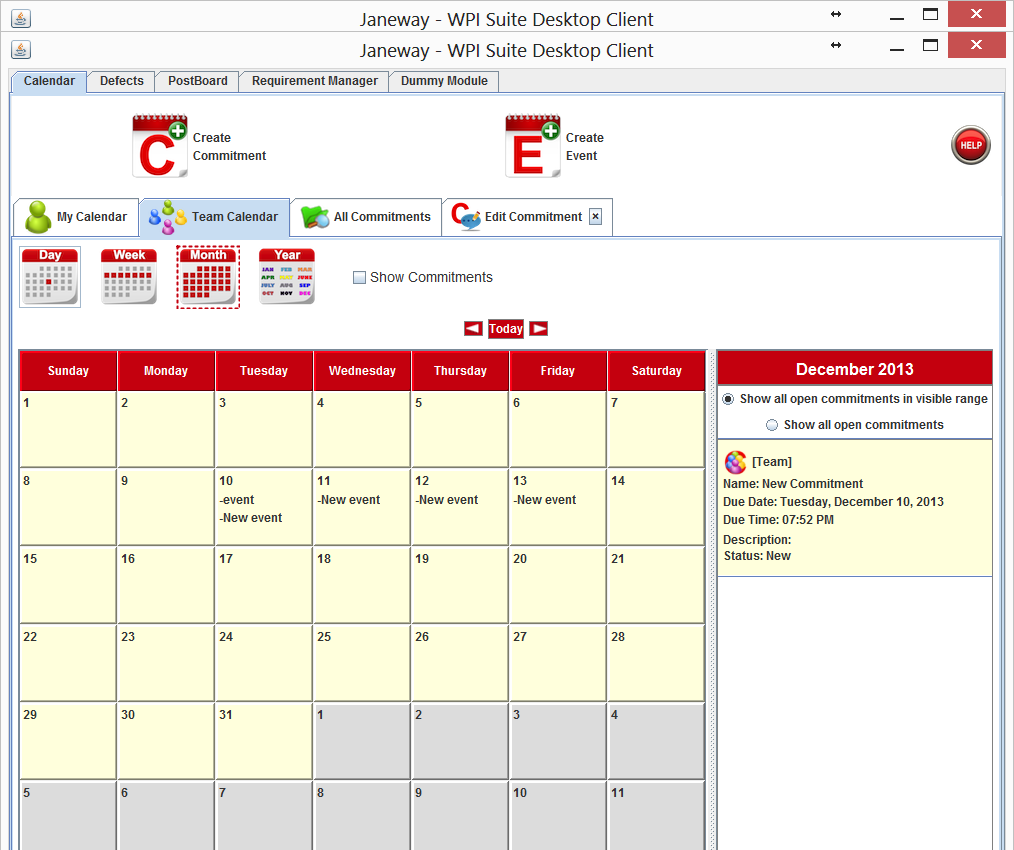 Janeway - WPI Suite Desktop Client
Janeway - WPI Suite Desktop Client
Calendar Defects PostBoard Requirement Manager Dummy Module
C Create Commitment
E Create Event
HELP
My Calendar Team Calendar All Commitments C Edit Commitment x
Day Week Month Year
JAN FEB MAR
APR MAY JUNE
JULY AUG SEP
OCT NOV DEC
Show Commitments
Today
Sunday Monday Tuesday Wednesday Thursday Friday Saturday
1 2 3 4 5 6 7
8 9 10 11 12 13 14
-event -New event -New event -New event
-New event
15 16 17 18 19 20 21
22 23 24 25 26 27 28
29 30 31 1 2 3 4
5 6 7 8 9 10 11
December 2013
Show all open commitments in visible range
Show all open commitments
C [Team]
Name: New Commitment
Due Date: Tuesday, December 10, 2013
Due Time: 07:52 PM
Description:
Status: New